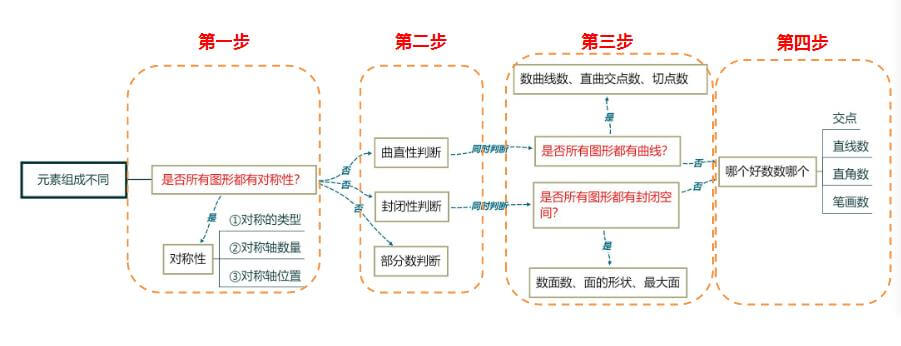 第一步
第二步
第三步
第四步
元素组成不同
是否所有图形都有对称性?
是
对称性
①对称的类型
②对称轴数量
③对称轴位置
否
否
否
曲直性判断
封闭性判断
部分数判断
同时判断
同时判断
数曲线数、直曲交点数、切点数
是
是否所有图形都有曲线?
是否所有图形都有封闭空
间?
是
数面数、面的形状、最大面
否
否
哪个好数数哪个
交点
直线数
直角数
笔画数